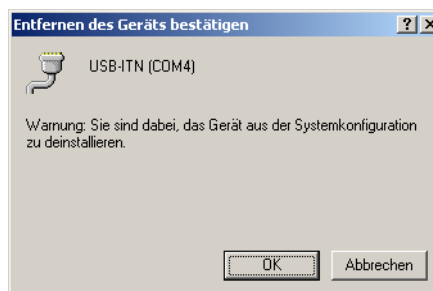 Entfernen des Geräts bestätigen
USB-ITN (COM4)
Warnung: Sie sind dabei, das Gerät aus der Systemkonfiguration
zu deinstallieren.
OK
Abbrechen